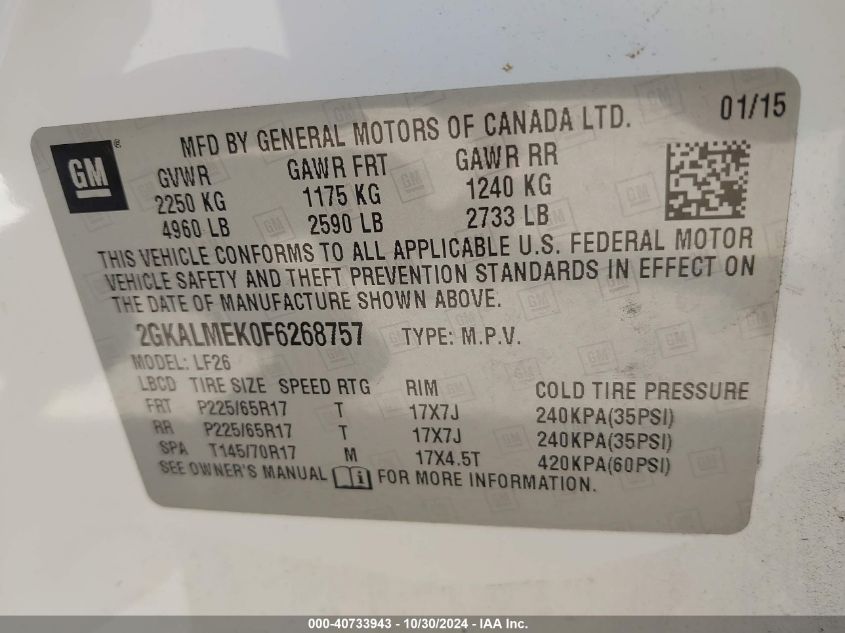 GM ®
MFD BY GENERAL MOTORS OF CANADA LTD. 01/15
GVWR GAWR FRT GAWR RR
2250 KG 1175 KG 1240 KG
4960 LB 2590 LB 2733 LB
THIS VEHICLE CONFORMS TO ALL APPLICABLE U.S. FEDERAL MOTOR
VEHICLE SAFETY AND THEFT PREVENTION STANDARDS IN EFFECT ON
THE DATE OF MANUFACTURE SHOWN ABOVE.
2GKALMEK0F6268757 TYPE: M.P.V.
MODEL: LF26
LBCD TIRE SIZE SPEED RTG RIM COLD TIRE PRESSURE
FRT P225/65R17 T 17X7J 240KPA(35PSI)
RR P225/65R17 T 17X7J 240KPA(35PSI)
SPA T145/70R17 M 17X4.5T 420KPA(60PSI)
SEE OWNER'S MANUAL i FOR MORE INFORMATION.
000-40733943 - 10/30/2024 - IAA Inc.